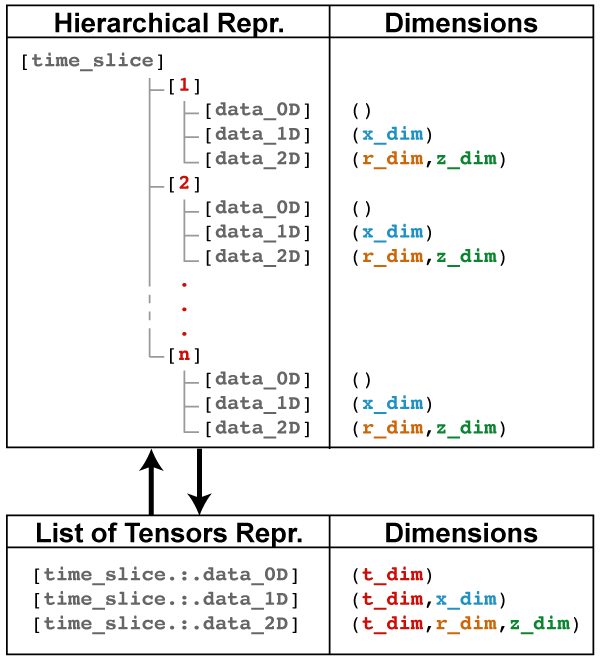 Hierarchical Repr. Dimensions
[time_slice]
[1]
[data_0D] ()
[data_1D] (x_dim)
[data_2D] (r_dim,z_dim)
[2]
[data_0D] ()
[data_1D] (x_dim)
[data_2D] (r_dim,z_dim)
.
.
.
[n]
[data_0D] ()
[data_1D] (x_dim)
[data_2D] (r_dim,z_dim)
List of Tensors Repr. Dimensions
[time_slice.:.data_0D] (t_dim)
[time_slice.:.data_1D] (t_dim,x_dim)
[time_slice.:.data_2D] (t_dim,r_dim,z_dim)